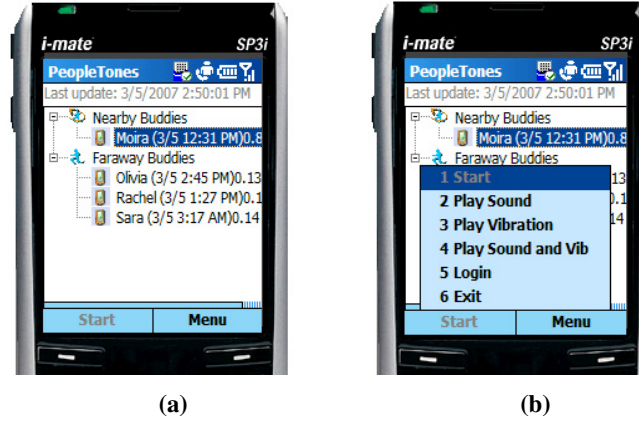 i-mate SP3i
PeopleTones
Last update: 3/5/2007 2:50:01 PM
Nearby Buddies
Moira (3/5 12:31 PM)0.8
Faraway Buddies
Olivia (3/5 2:45 PM)0.13
Rachel (3/5 1:27 PM)0.1
Sara (3/5 3:17 AM)0.14
Start Menu
(a)
i-mate SP3i
PeopleTones
Last update: 3/5/2007 2:50:01 PM
Nearby Buddies
Moira (3/5 12:31 PM)0.8
Faraway Buddies
13
0.1
14
1 Start
2 Play Sound
3 Play Vibration
4 Play Sound and Vib
5 Login
6 Exit
Start Menu
(b)